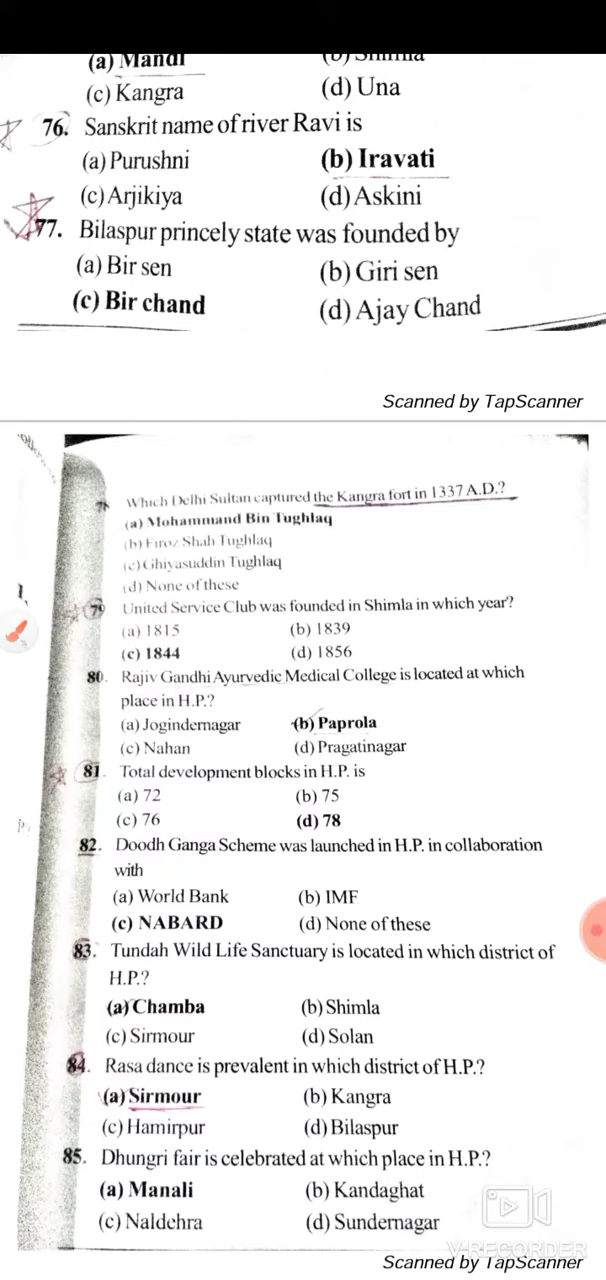 (a) Mandi (b) Shimla
(c) Kangra (d) Una
76. Sanskrit name of river Ravi is
(a) Purushni (b) Iravati
(c) Arjikiya (d) Askini
77. Bilaspur princely state was founded by
(a) Bir sen (b) Giri sen
(c) Bir chand (d) Ajay Chand
Scanned by TapScanner
78 Which Delhi Sultan captured the Kangra fort in 1337 A.D.?
(a) Mohammand Bin Tughlaq
(b) Firoz Shah Tughlaq
(c) Ghiyasuddin Tughlaq
(d) None of these
79 United Service Club was founded in Shimla in which year?
(a) 1815 (b) 1839
(c) 1844 (d) 1856
80. Rajiv Gandhi Ayurvedic Medical College is located at which
place in H.P.?
(a) Jogindernagar (b) Paprola
(c) Nahan (d) Pragatinagar
81. Total development blocks in H.P. is
(a) 72 (b) 75
(c) 76 (d) 78
82. Doodh Ganga Scheme was launched in H.P. in collaboration
with
(a) World Bank (b) IMF
(c) NABARD (d) None of these
83. Tundah Wild Life Sanctuary is located in which district of
H.P.?
(a) Chamba (b) Shimla
(c) Sirmour (d) Solan
84. Rasa dance is prevalent in which district of H.P.?
(a) Sirmour (b) Kangra
(c) Hamirpur (d) Bilaspur
85. Dhungri fair is celebrated at which place in H.P.?
(a) Manali (b) Kandaghat
(c) Naldehra (d) Sundernagar
V-RECORDER
Scanned by TapScanner